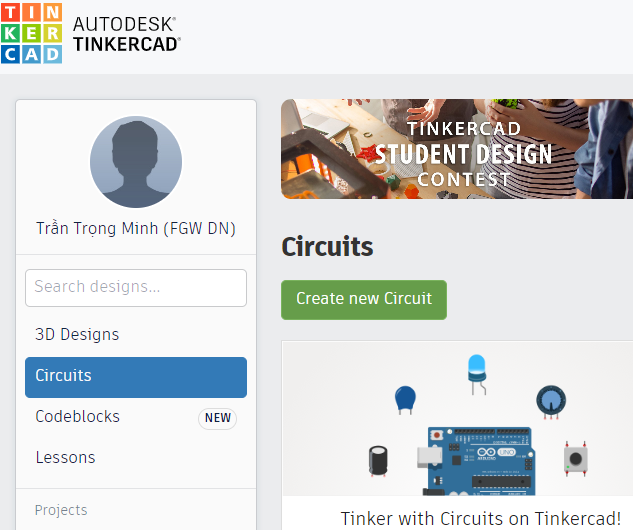 TIN
KER
CAD
AUTODESK®
TINKERCAD®
Trần Trọng Minh (FGW DN)
Search designs...
3D Designs
Circuits
Codeblocks NEW
Lessons
Projects
TINKERCAD
STUDENT DESIGN
CONTEST
Circuits
Create new Circuit
UNO
Tinker with Circuits on Tinkercad!